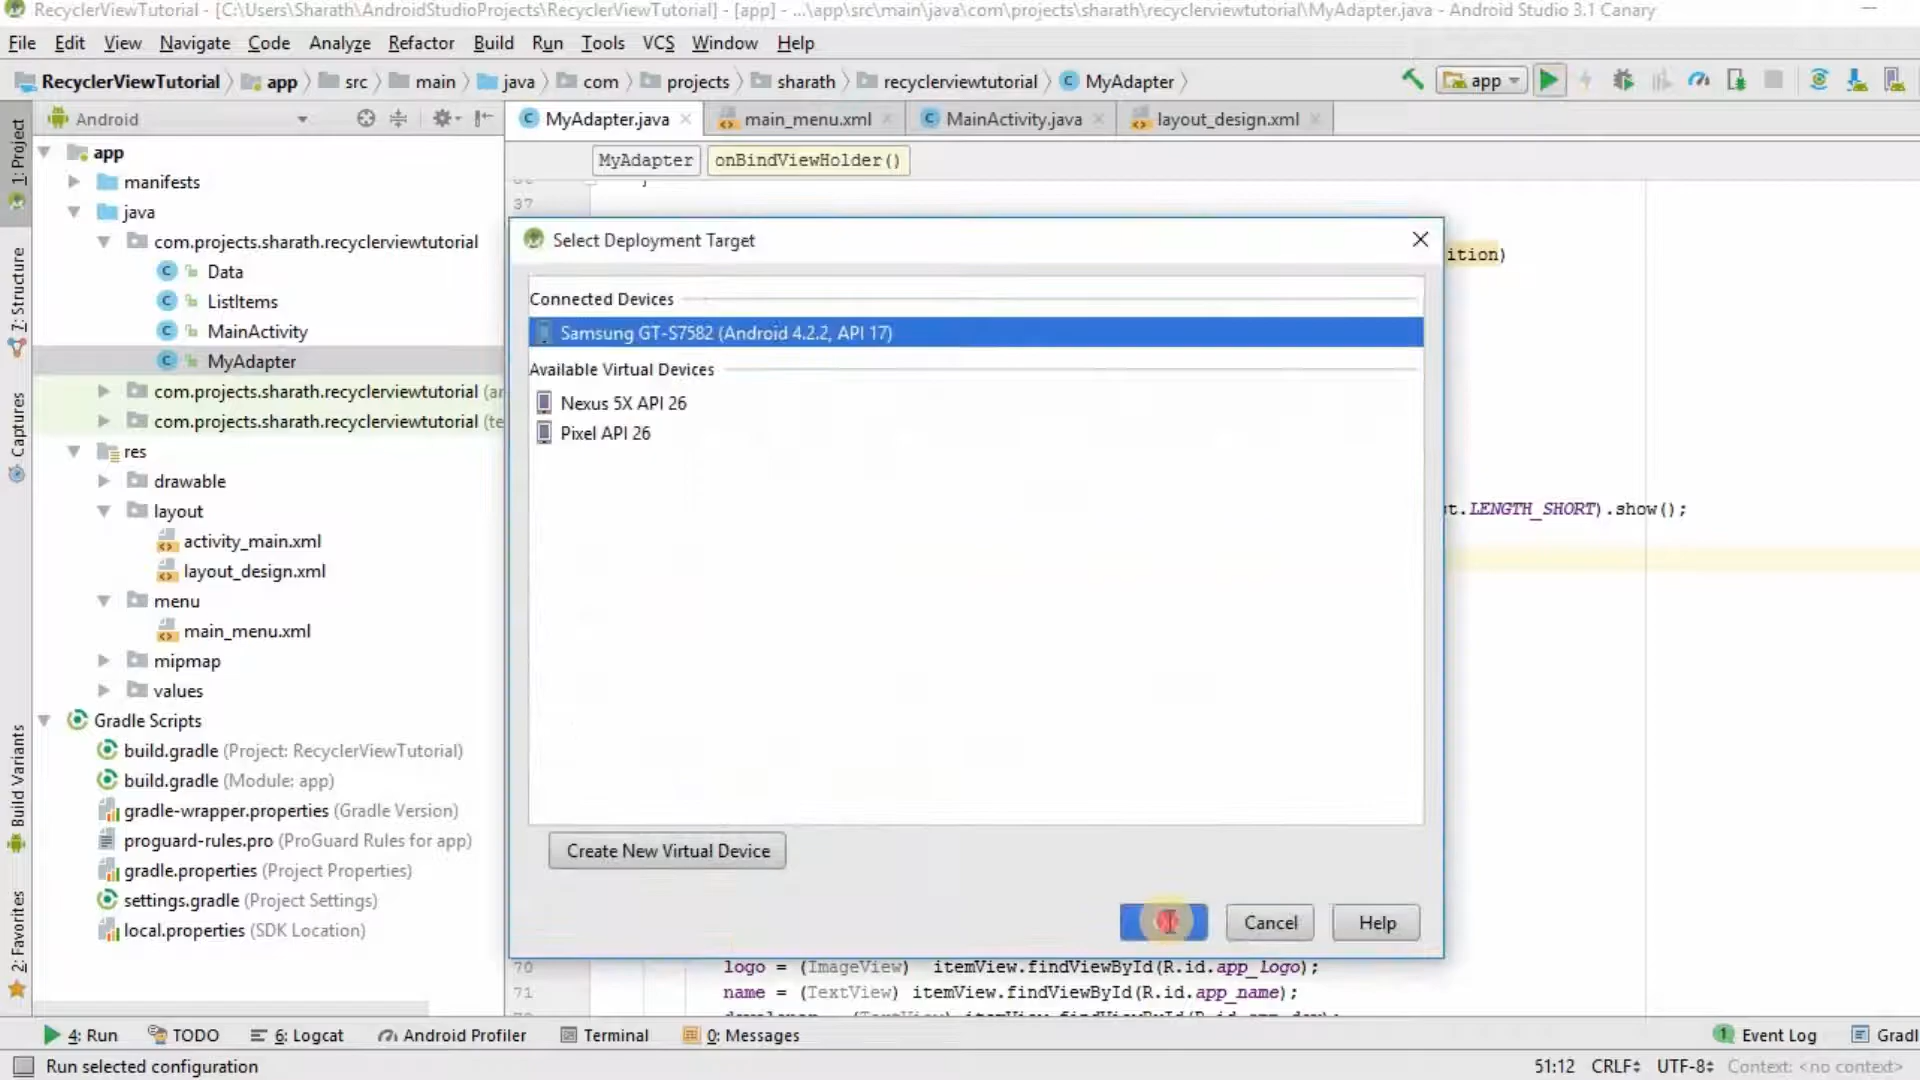 RecyclerViewTutorial - [C:\Users\Sharath\AndroidStudioProjects\RecyclerViewTutorial] - [app] - ...\app\src\main\java\com\projects\sharath\recyclerviewtutorial\MyAdapter.java - Android Studio 3.1 Canary
File Edit View Navigate Code Analyze Refactor Build Run Tools VCS Window Help
RecyclerViewTutorial app src main java com projects sharath recyclerviewtutorial MyAdapter app
Android
MyAdapter.java main_menu.xml MainActivity.java layout_design.xml
MyAdapter onBindViewHolder()
1: Project
7: Structure
Captures
Build Variants
2: Favorites
app
manifests
java
com.projects.sharath.recyclerviewtutorial
Data
ListItems
MainActivity
MyAdapter
com.projects.sharath.recyclerviewtutorial (ar
com.projects.sharath.recyclerviewtutorial (te
res
drawable
layout
activity_main.xml
layout_design.xml
menu
main_menu.xml
mipmap
values
Gradle Scripts
build.gradle (Project: RecyclerViewTutorial)
build.gradle (Module: app)
gradle-wrapper.properties (Gradle Version)
proguard-rules.pro (ProGuard Rules for app)
gradle.properties (Project Properties)
settings.gradle (Project Settings)
local.properties (SDK Location)
37
ition)
t.LENGTH_SHORT).show();
Select Deployment Target
Connected Devices
Samsung GT-S7582 (Android 4.2.2, API 17)
Available Virtual Devices
Nexus 5X API 26
Pixel API 26
Create New Virtual Device
Cancel Help
70 logo = (ImageView) itemView.findViewById(R.id.app_logo);
71 name = (TextView) itemView.findViewById(R.id.app_name);
4: Run TODO 6: Logcat Android Profiler Terminal 0: Messages 1 Event Log Gradl
Run selected configuration 51:12 CRLF UTF-8 Context: <no context>